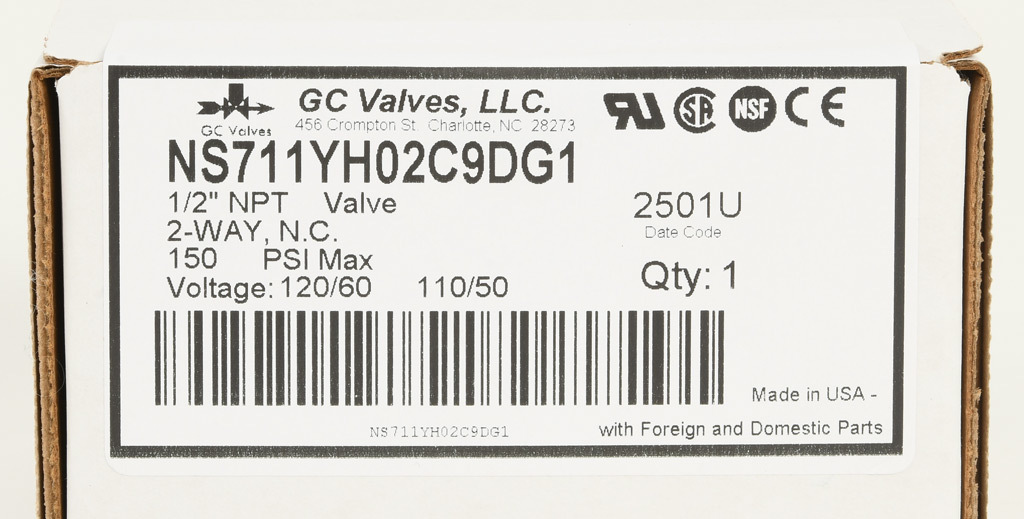 GC Valves
GC Valves, LLC.
456 Crompton St. Charlotte, NC 28273
NSF
CE
NS711YH02C9DG1
1/2" NPT Valve
2-WAY, N.C.
150 PSI Max
Voltage: 120/60 110/50
2501U
Date Code
Qty: 1
NS711YH02C9DG1
Made in USA -
with Foreign and Domestic Parts